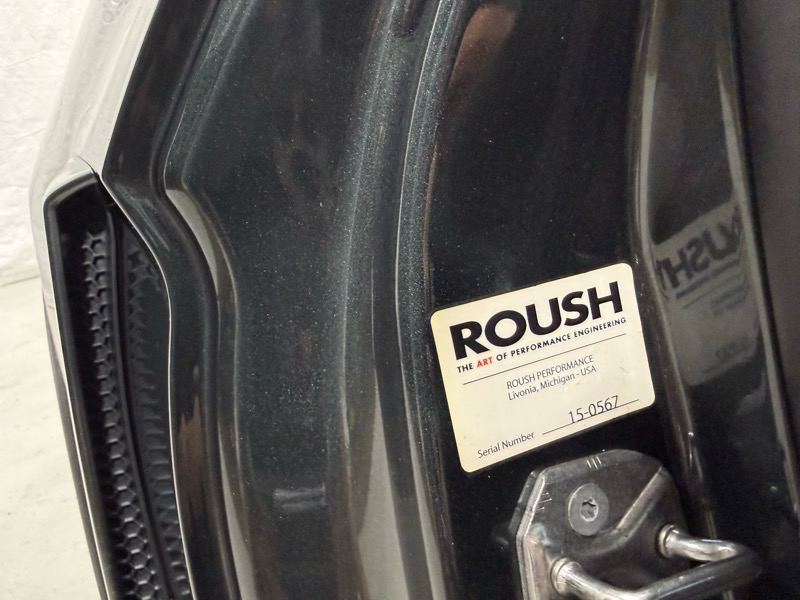 ROUSH
THE ART OF PERFORMANCE ENGINEERING
ROUSH PERFORMANCE
Livonia, Michigan - USA
Serial Number 15-0567